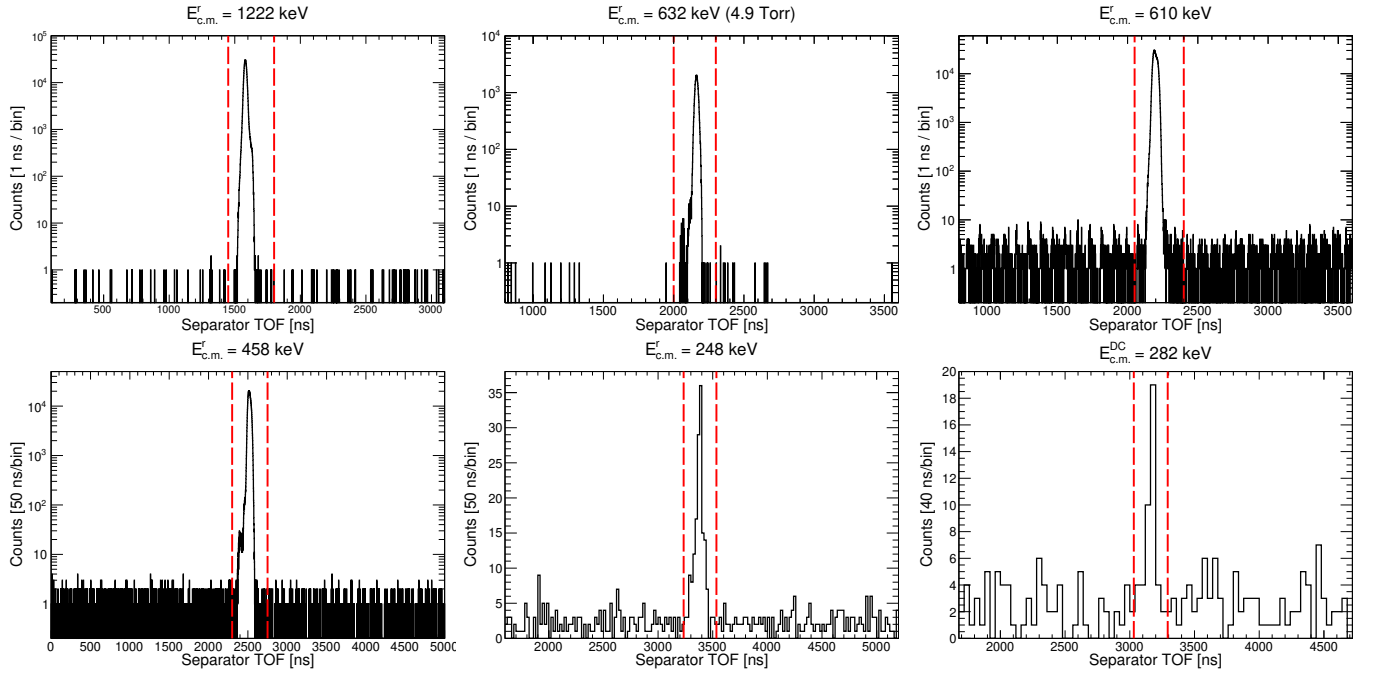 E^r_c.m. = 1222 keV
Counts [1 ns / bin]
10^5
10^4
10^3
10^2
10
1
500 1000 1500 2000 2500 3000
Separator TOF [ns]
E^r_c.m. = 632 keV (4.9 Torr)
Counts [1 ns / bin]
10^4
10^3
10^2
10
1
1000 1500 2000 2500 3000 3500
Separator TOF [ns]
E^r_c.m. = 610 keV
Counts [1 ns / bin]
10^4
10^3
10^2
10
1
1000 1500 2000 2500 3000 3500
Separator TOF [ns]
E^r_c.m. = 458 keV
Counts [50 ns/bin]
10^4
10^3
10^2
10
1
0 500 1000 1500 2000 2500 3000 3500 4000 4500 5000
Separator TOF [ns]
E^r_c.m. = 248 keV
Counts [50 ns/bin]
35
30
25
20
15
10
5
0
2000 2500 3000 3500 4000 4500 5000
Separator TOF [ns]
E^DC_c.m. = 282 keV
Counts [40 ns/bin]
20
18
16
14
12
10
8
6
4
2
0
2000 2500 3000 3500 4000 4500
Separator TOF [ns]